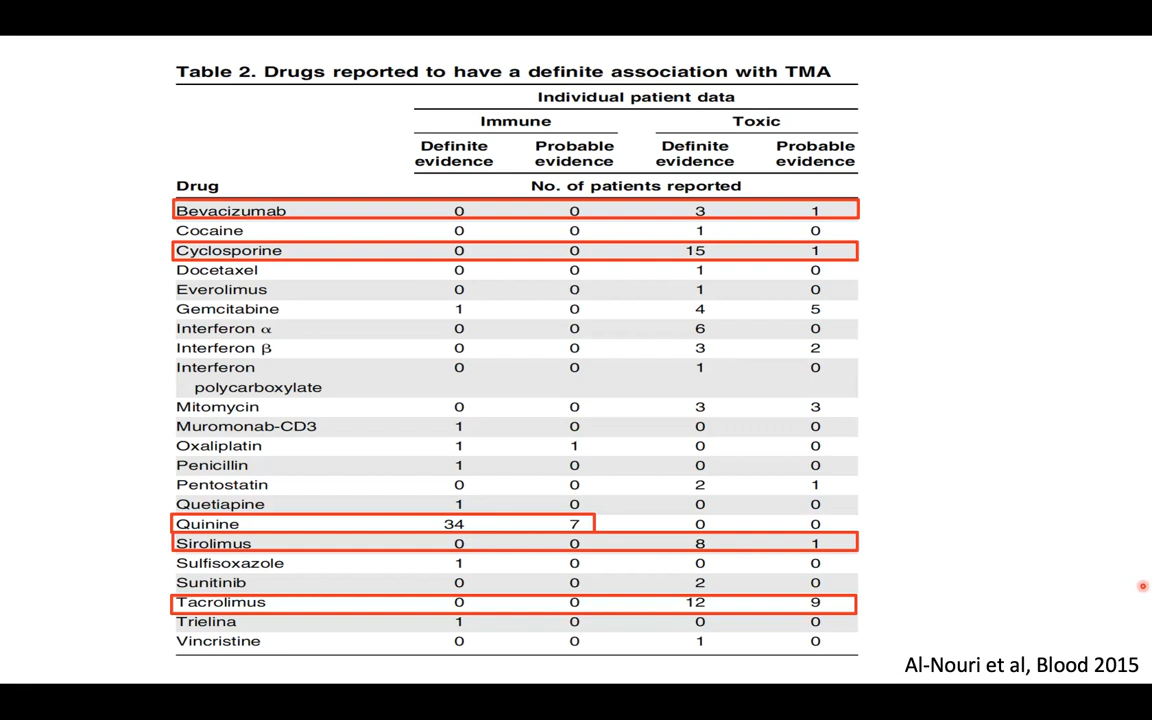 Table 2. Drugs reported to have a definite association with TMA
Individual patient data
Immune Toxic
Definite evidence Probable evidence Definite evidence Probable evidence
Drug No. of patients reported
Bevacizumab 0 0 3 1
Cocaine 0 0 1 0
Cyclosporine 0 0 15 1
Docetaxel 0 0 1 0
Everolimus 0 0 1 0
Gemcitabine 1 0 4 5
Interferon α 0 0 6 0
Interferon β 0 0 3 2
Interferon 0 0 1 0
polycarboxylate
Mitomycin 0 0 3 3
Muromonab-CD3 1 0 0 0
Oxaliplatin 1 1 0 0
Penicillin 1 0 0 0
Pentostatin 0 0 2 1
Quetiapine 1 0 0 0
Quinine 34 7 0 0
Sirolimus 0 0 8 1
Sulfisoxazole 1 0 0 0
Sunitinib 0 0 2 0
Tacrolimus 0 0 12 9
Trielina 1 0 0 0
Vincristine 0 0 1 0
Al-Nouri et al, Blood 2015